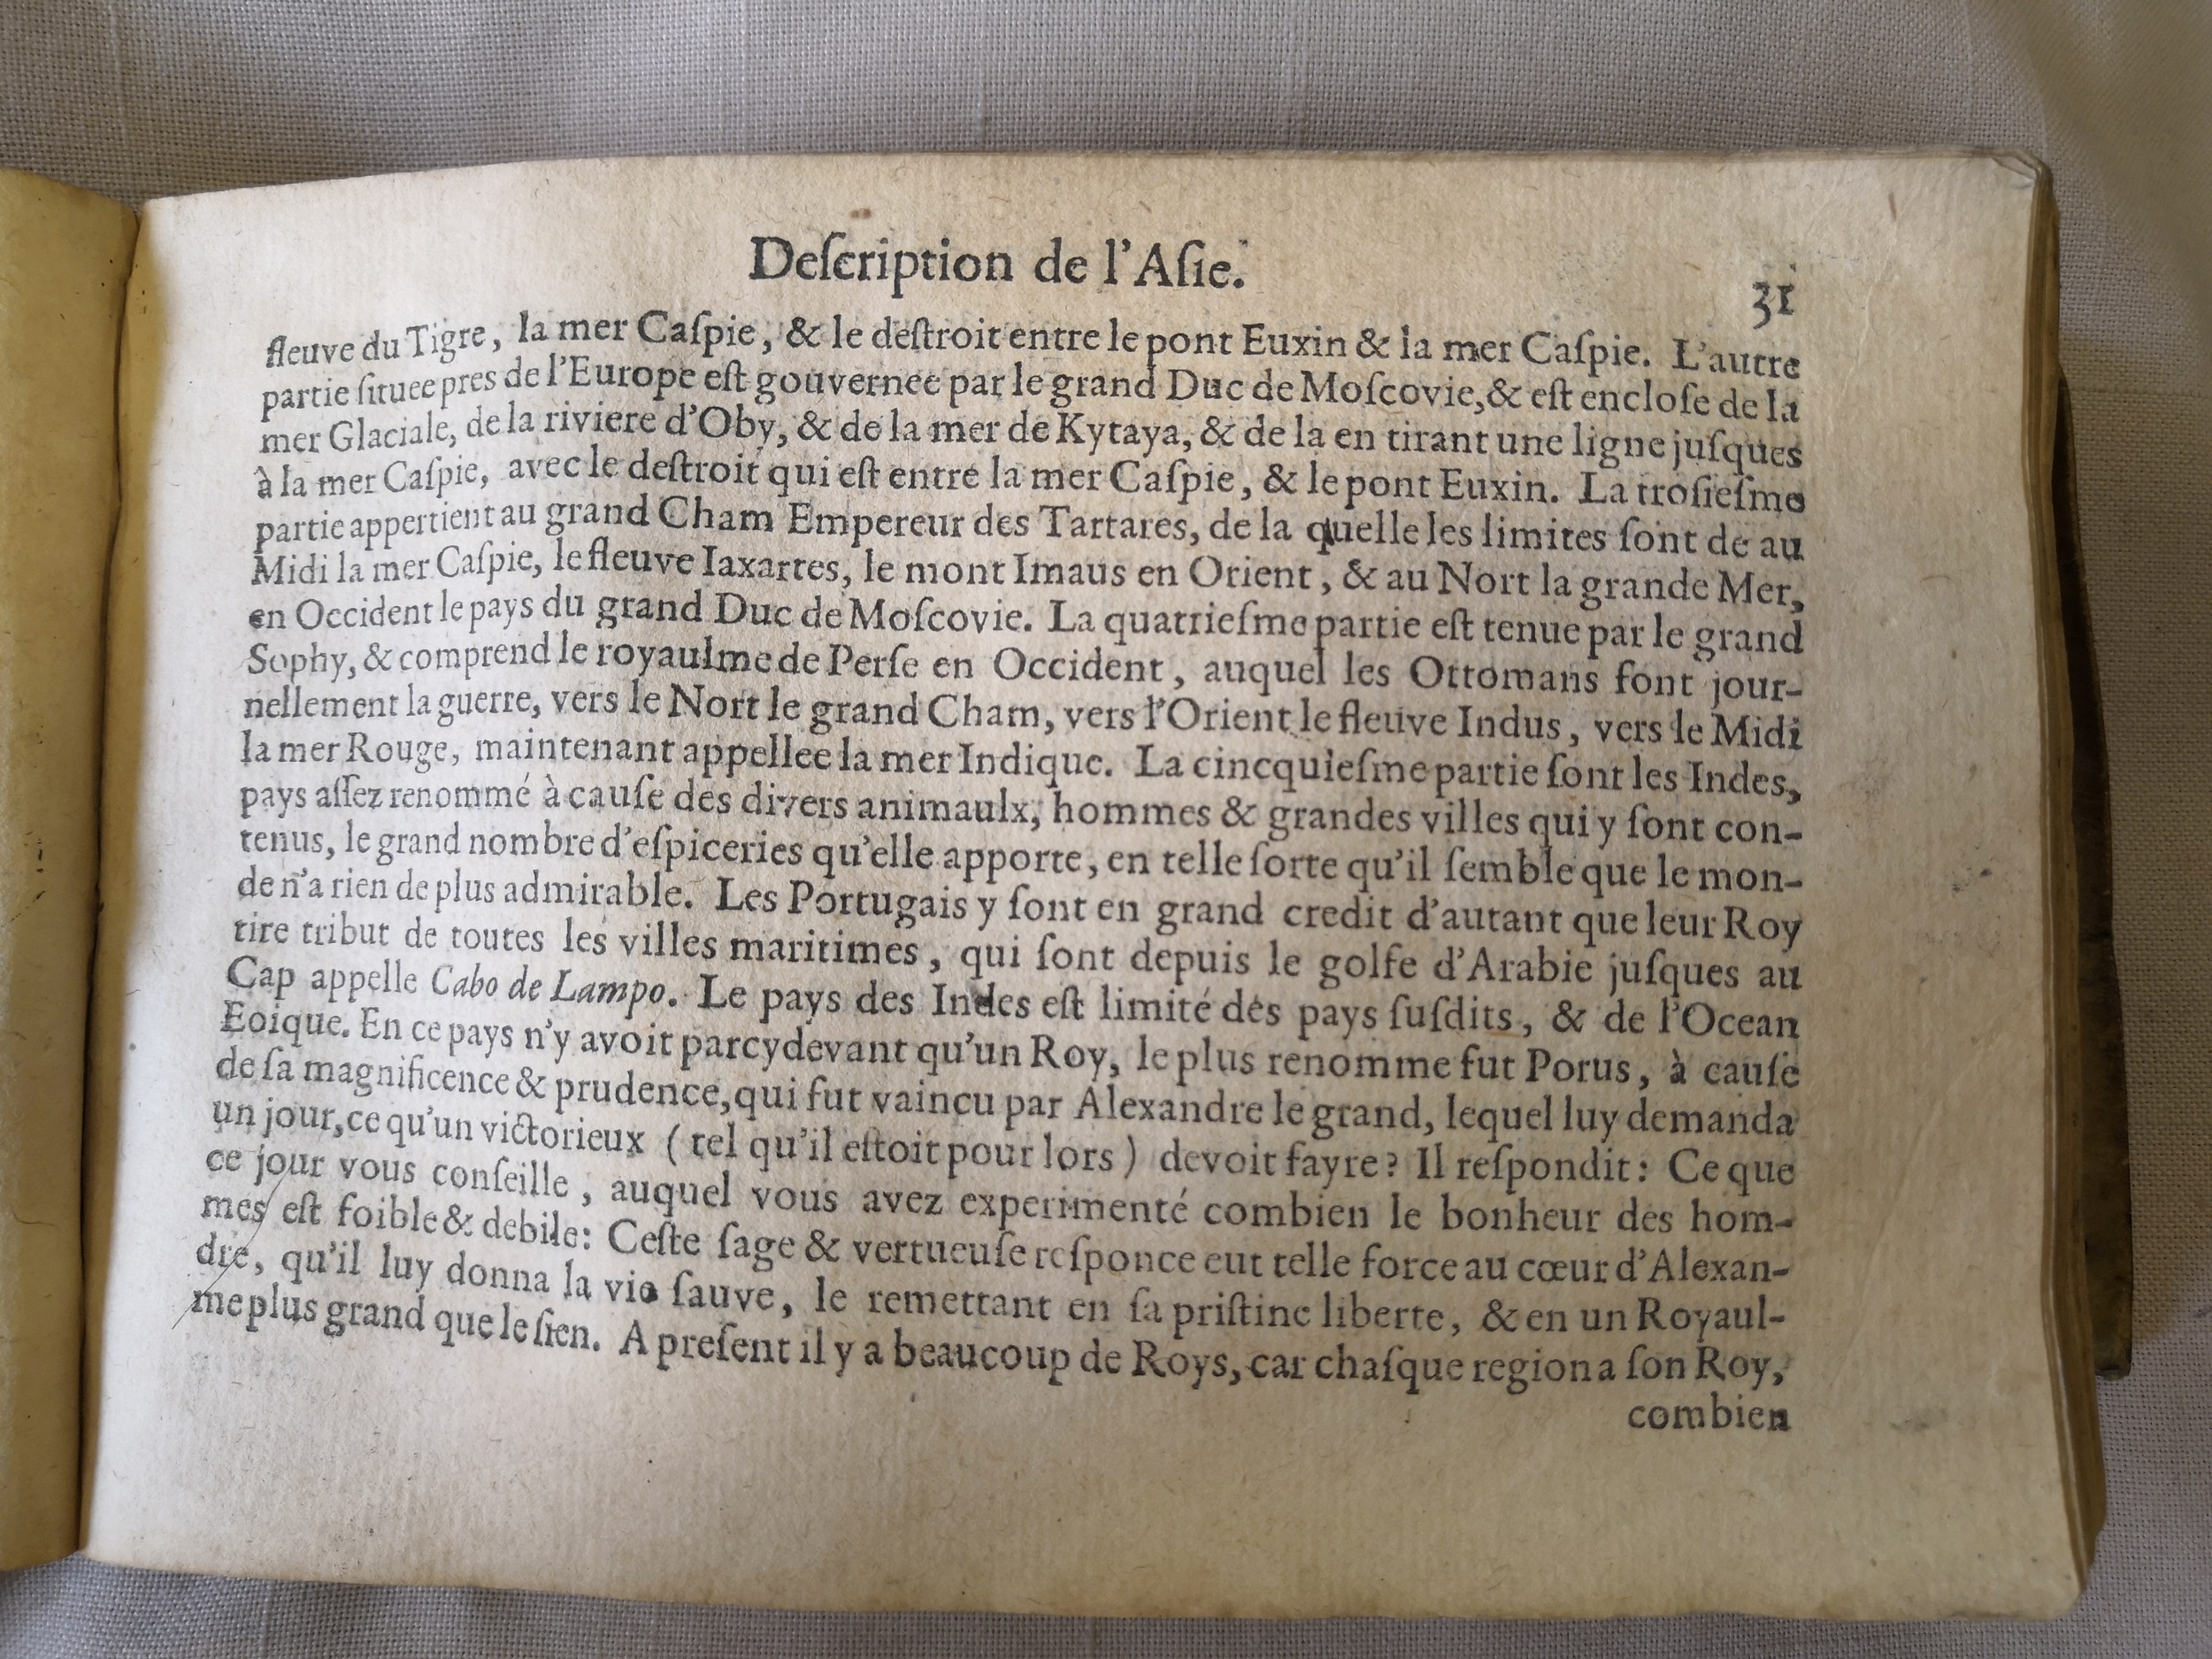 Deſcription de l'Aſie.
31
fleuve du Tigre, la mer Caſpie, & le deſtroit entre le pont Euxin & la mer Caſpie. L'autre
partie ſituee pres de l'Europe eſt gouvernee par le grand Duc de Moſcovie, & eſt encloſe de la
mer Glaciale, de la riviere d'Oby, & de la mer de Kytaya, & de la en tirant une ligne juſques
à la mer Caſpie, avec le deſtroit qui eſt entre la mer Caſpie, & le pont Euxin. La troſieſme
partie appertient au grand Cham Empereur des Tartares, de la quelle les limites ſont de au
Midi la mer Caſpie, le fleuve Iaxartes, le mont Imaus en Orient, & au Nort la grande Mer,
en Occident le pays du grand Duc de Moſcovie. La quatrieſme partie eſt tenue par le grand
Sophy, & comprend le royaulme de Perſe en Occident, auquel les Ottomans font jour-
nellement la guerre, vers le Nort le grand Cham, vers l'Orient le fleuve Indus, vers le Midi
la mer Rouge, maintenant appellee la mer Indique. La cincquieſme partie ſont les Indes,
pays aſſez renommé à cauſe des divers animaulx, hommes & grandes villes qui y ſont con-
tenus, le grand nombre d'eſpiceries qu'elle apporte, en telle ſorte qu'il ſemble que le mon-
de n'a rien de plus admirable. Les Portugais y ſont en grand credit d'autant que leur Roy
tire tribut de toutes les villes maritimes, qui ſont depuis le golfe d'Arabie juſques au
Cap appelle Cabo de Lampo. Le pays des Indes eſt limité des pays ſuſdits, & de l'Ocean
Eoique. En ce pays n'y avoit parcydevant qu'un Roy, le plus renomme fut Porus, à cauſe
de ſa magnificence & prudence, qui fut vaincu par Alexandre le grand, lequel luy demanda
un jour, ce qu'un victorieux ( tel qu'il eſtoit pour lors ) devoit fayre? Il reſpondit: Ce que
ce jour vous conſeille, auquel vous avez experimenté combien le bonheur des hom-
mes eſt foible & debile: Ceſte ſage & vertueuſe reſponce eut telle force au cœur d'Alexan-
dre, qu'il luy donna la vie ſauve, le remettant en ſa priſtine liberte, & en un Royaul-
me plus grand que le ſien. A preſent il y a beaucoup de Roys, car chaſque region a ſon Roy,
combien